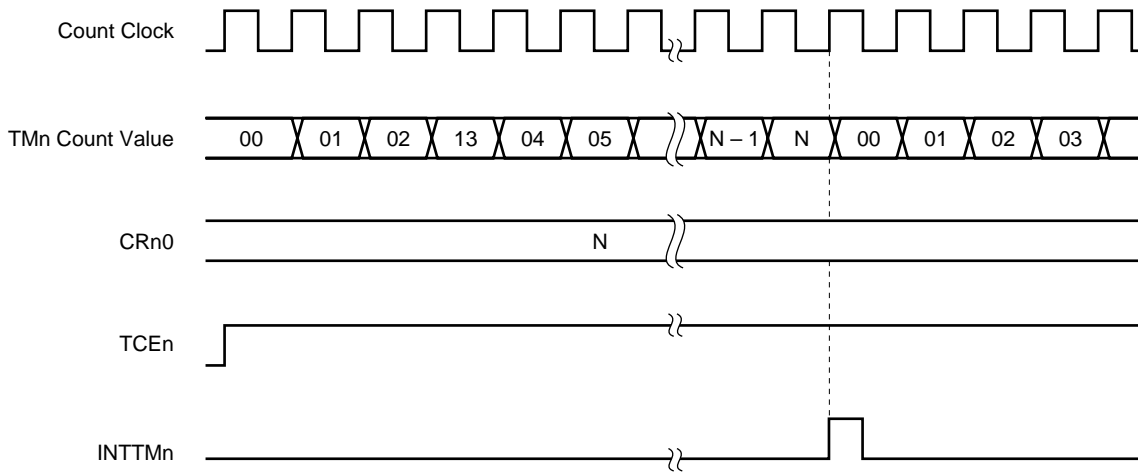 Count Clock
TMn Count Value 00 01 02 13 04 05 N – 1 N 00 01 02 03
CRn0 N
TCEn
INTTMn